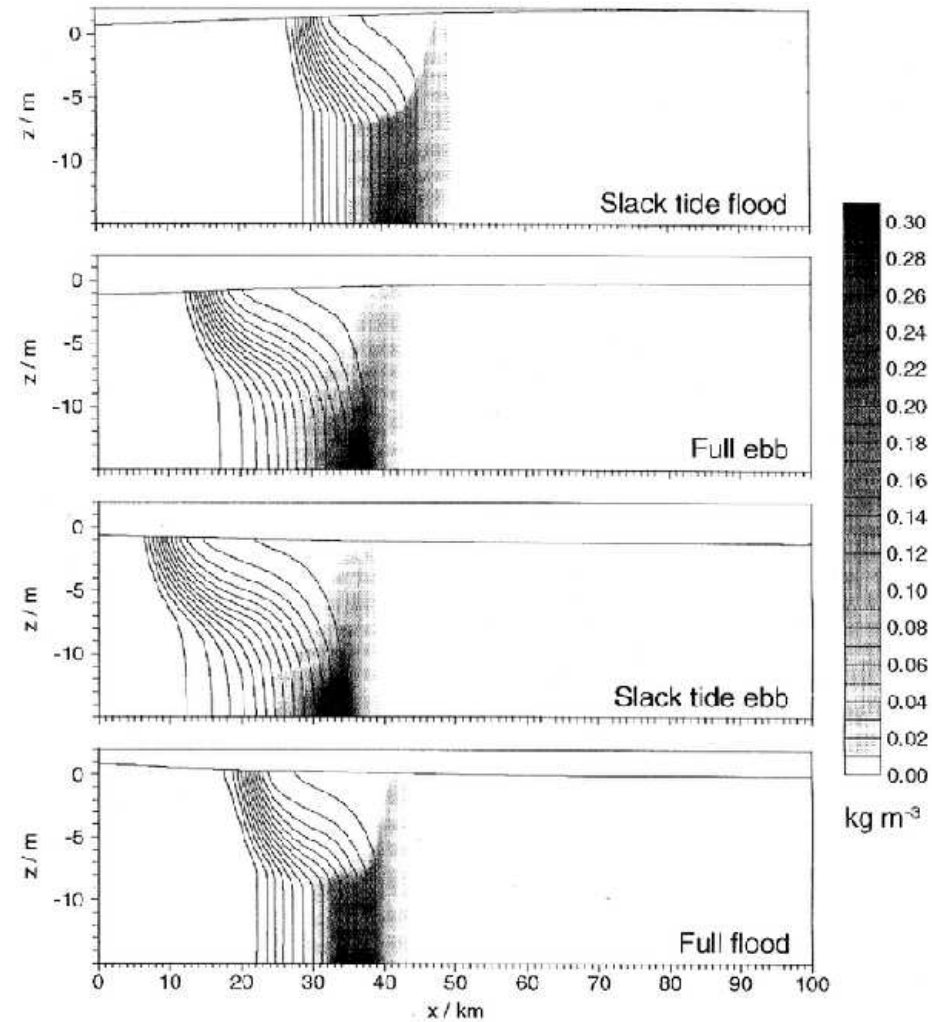 z / m
0
-5
-10
Slack tide flood
z / m
0
-5
-10
Full ebb
z / m
0
-5
-10
Slack tide ebb
z / m
0
-5
-10
Full flood
0 10 20 30 40 50 60 70 80 90 100
x / km
0.30
0.28
0.26
0.24
0.22
0.20
0.18
0.16
0.14
0.12
0.10
0.08
0.06
0.04
0.02
0.00
kg m⁻³